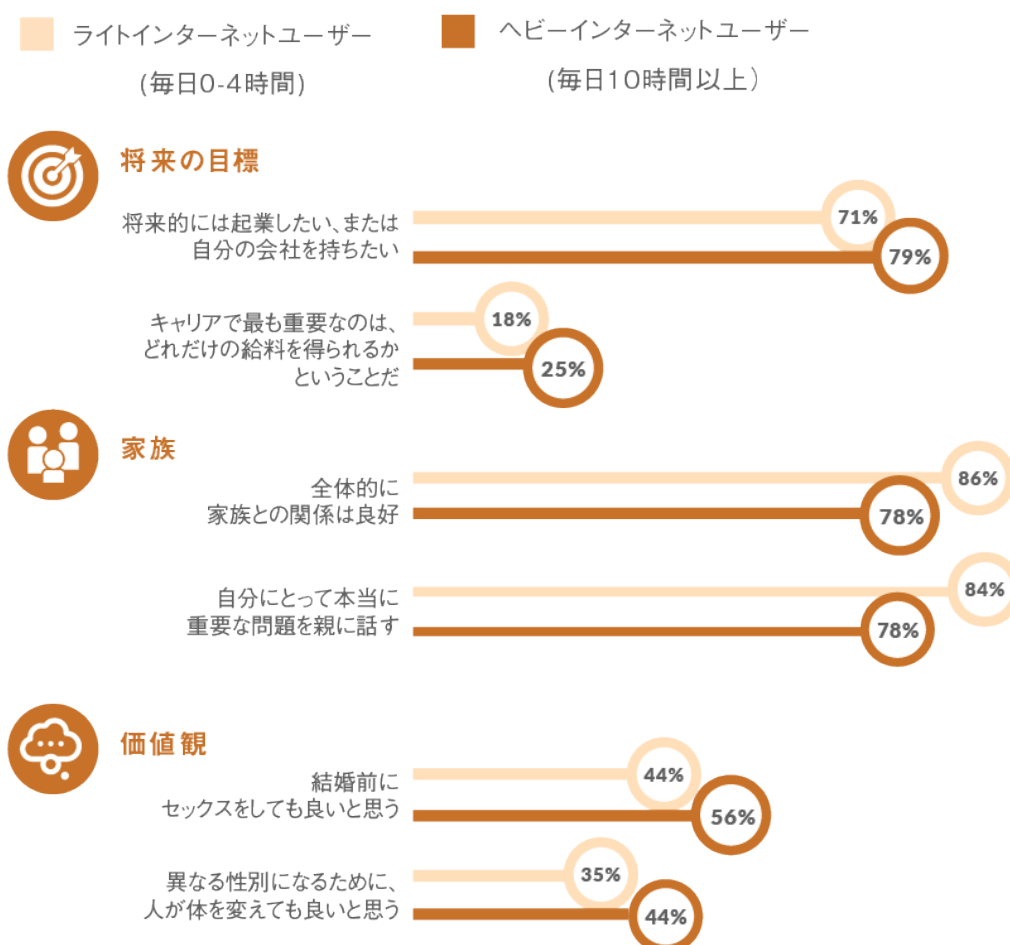 ライトインターネットユーザー
(毎日0-4時間)
ヘビーインターネットユーザー
(毎日10時間以上)
将来の目標
将来的には起業したい、または
自分の会社を持ちたい
71%
79%
キャリアで最も重要なのは、
どれだけの給料を得られるか
ということだ
18%
25%
家族
全体的に
家族との関係は良好
86%
78%
自分にとって本当に
重要な問題を親に話す
84%
78%
価値観
結婚前に
セックスをしても良いと思う
44%
56%
異なる性別になるために、
人が体を変えても良いと思う
35%
44%